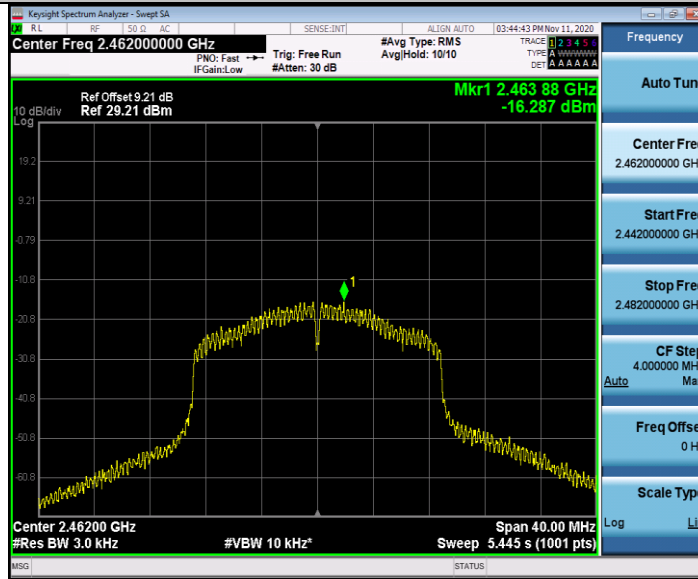 Keysight Spectrum Analyzer - Swept SA
RL RF 50 Ω AC SENSE:INT ALIGN AUTO 03:44:43 PM Nov 11, 2020
Center Freq 2.462000000 GHz
#Avg Type: RMS
TRACE 1 2 3 4 5 6
PNO: Fast Trig: Free Run Avg|Hold: 10/10
TYPE A WWWWW
IFGain:Low #Atten: 30 dB
DET A A A A A A
Mkr1 2.463 88 GHz
-16.287 dBm
Ref Offset 9.21 dB
10 dB/div Ref 29.21 dBm
Log
19.2
9.21
-0.79
-10.8
1
-20.8
-30.8
-40.8
-50.8
-60.8
Center 2.46200 GHz Span 40.00 MHz
#Res BW 3.0 kHz #VBW 10 kHz* Sweep 5.445 s (1001 pts)
MSG STATUS
Frequency
Auto Tun
Center Fre
2.462000000 GH
Start Fre
2.442000000 GH
Stop Fre
2.482000000 GH
CF Ste
4.000000 MH
Auto Ma
Freq Offse
0 H
Scale Typ
Log Li